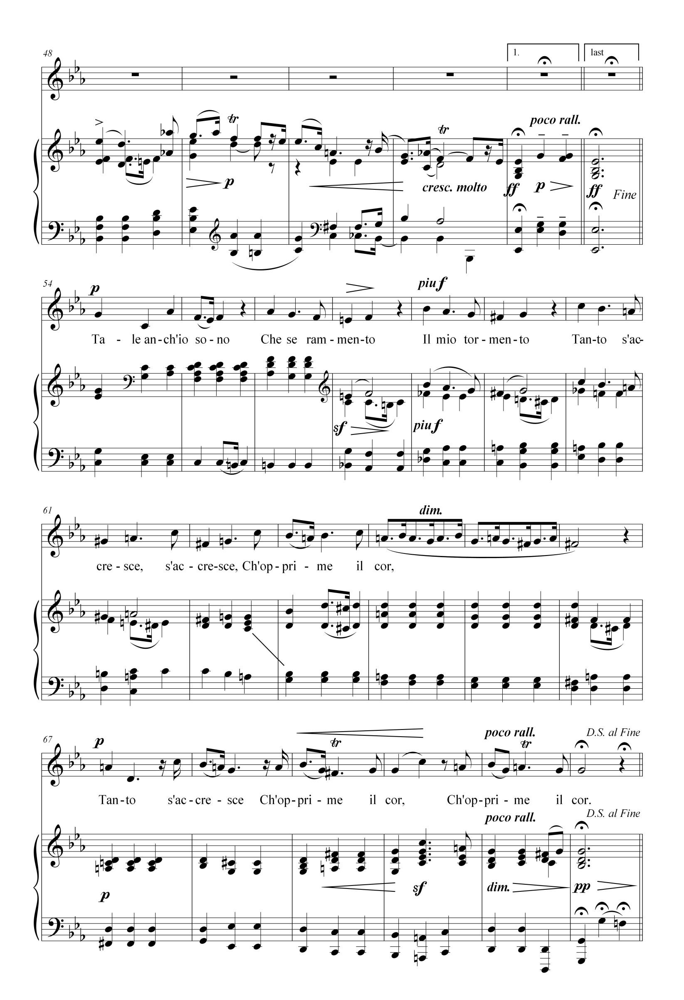 1. last
48
tr tr poco rall.
p cresc. molto ff p ff Fine
54 p piu f
Ta - le an - ch'io so - no Che se ram - men - to Il mio tor - men - to Tan - to s'ac -
sf piu f
61 dim.
cre - sce, s'ac - cre - sce, Ch'op - pri - me il cor,
67 p tr poco rall. tr D.S. al Fine
Tan - to s'ac - cre - sce Ch'op - pri - me il cor, Ch'op - pri - me il cor.
poco rall. D.S. al Fine
p sf dim. pp